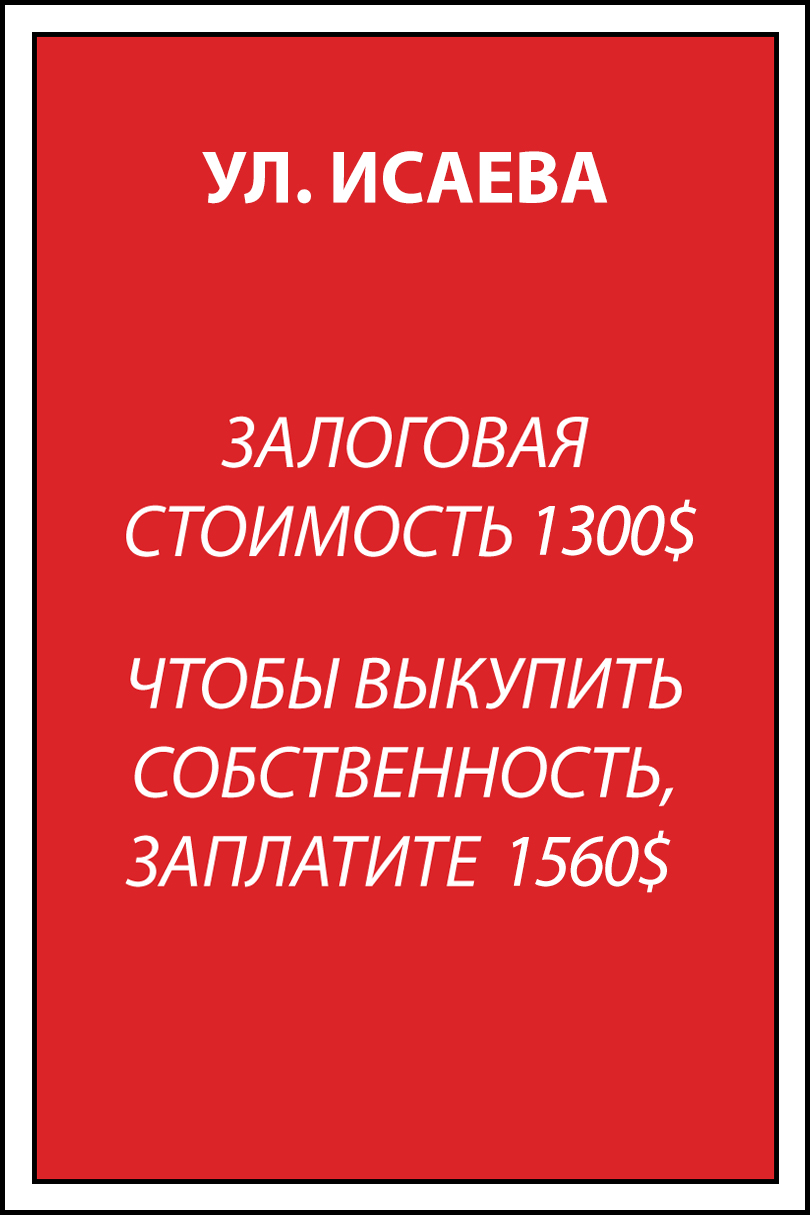 УЛ. ИСАЕВА
ЗАЛОГОВАЯ
СТОИМОСТЬ 1300$
ЧТОБЫ ВЫКУПИТЬ
СОБСТВЕННОСТЬ,
ЗАПЛАТИТЕ 1560$